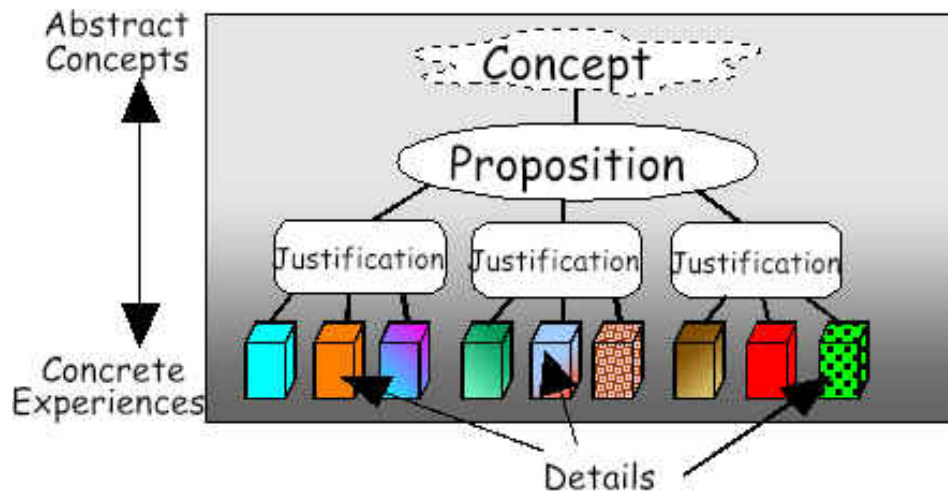 Abstract
Concepts
Concept
Proposition
Justification
Justification
Justification
Concrete
Experiences
Details